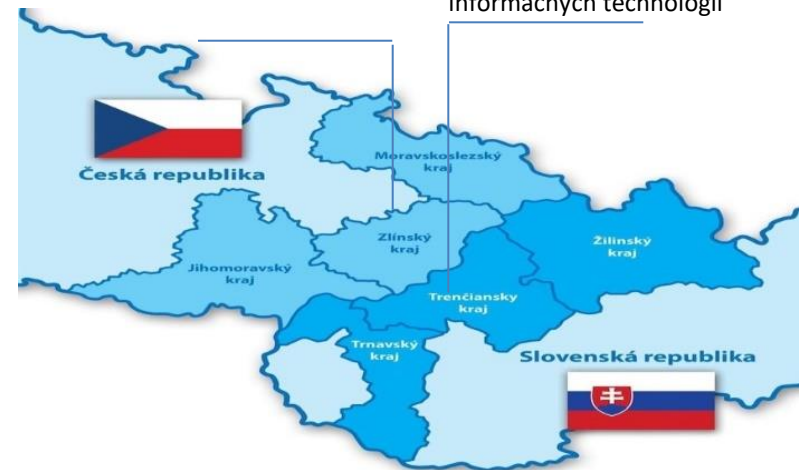 informačných technológií
Moravskoslezský
kraj
Česká republika
Zlínský
kraj
Žilinský
kraj
Jihomoravský
kraj
Trenčiansky
kraj
Trnavský
kraj
Slovenská republika